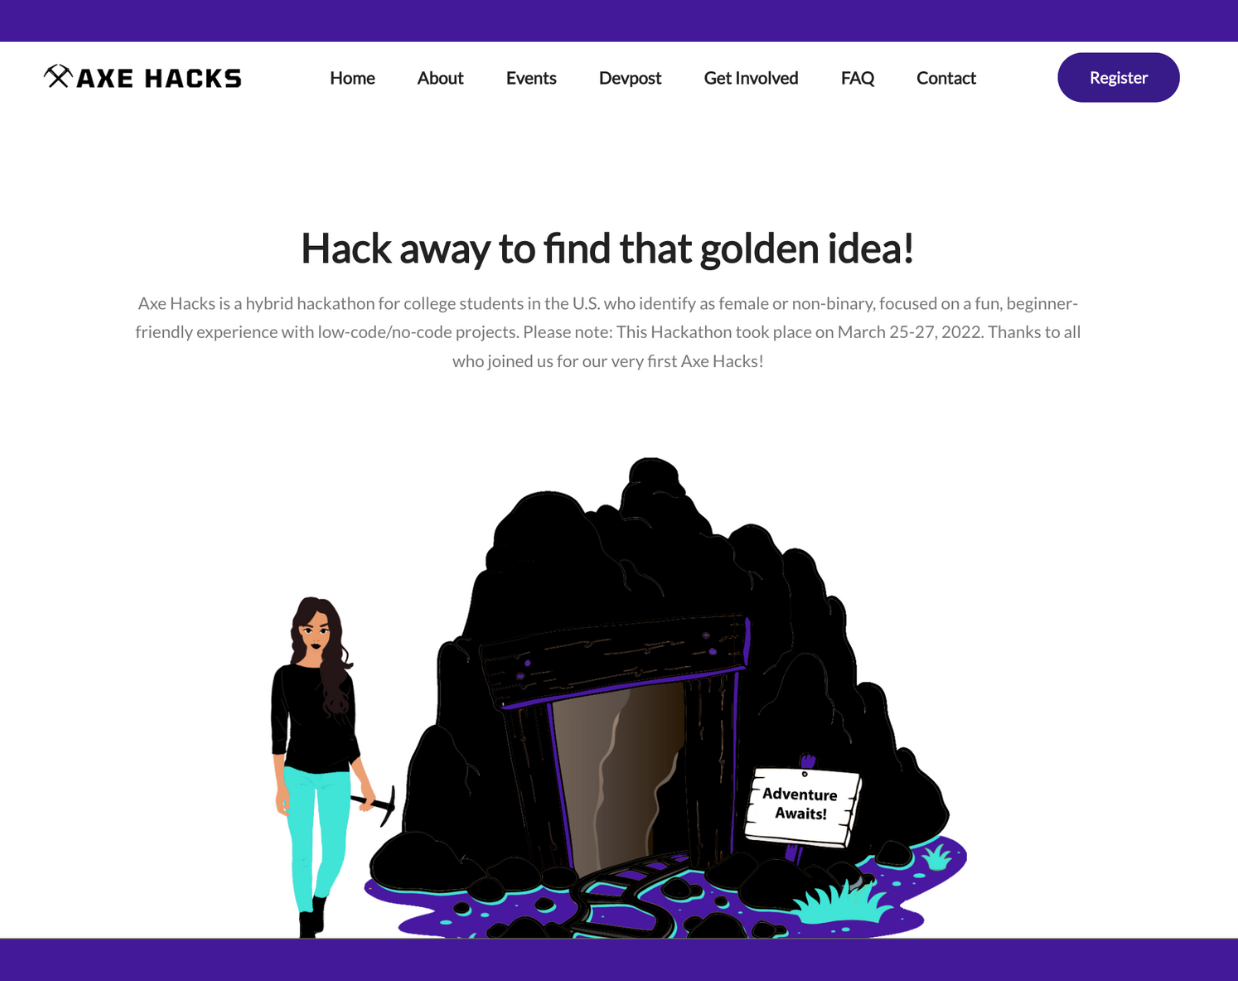 AXE HACKS
Home
About
Events
Devpost
Get Involved
FAQ
Contact
Register
Hack away to find that golden idea!
Axe Hacks is a hybrid hackathon for college students in the U.S. who identify as female or non-binary, focused on a fun, beginner-
friendly experience with low-code/no-code projects. Please note: This Hackathon took place on March 25-27, 2022. Thanks to all
who joined us for our very first Axe Hacks!
Adventure
Awaits!